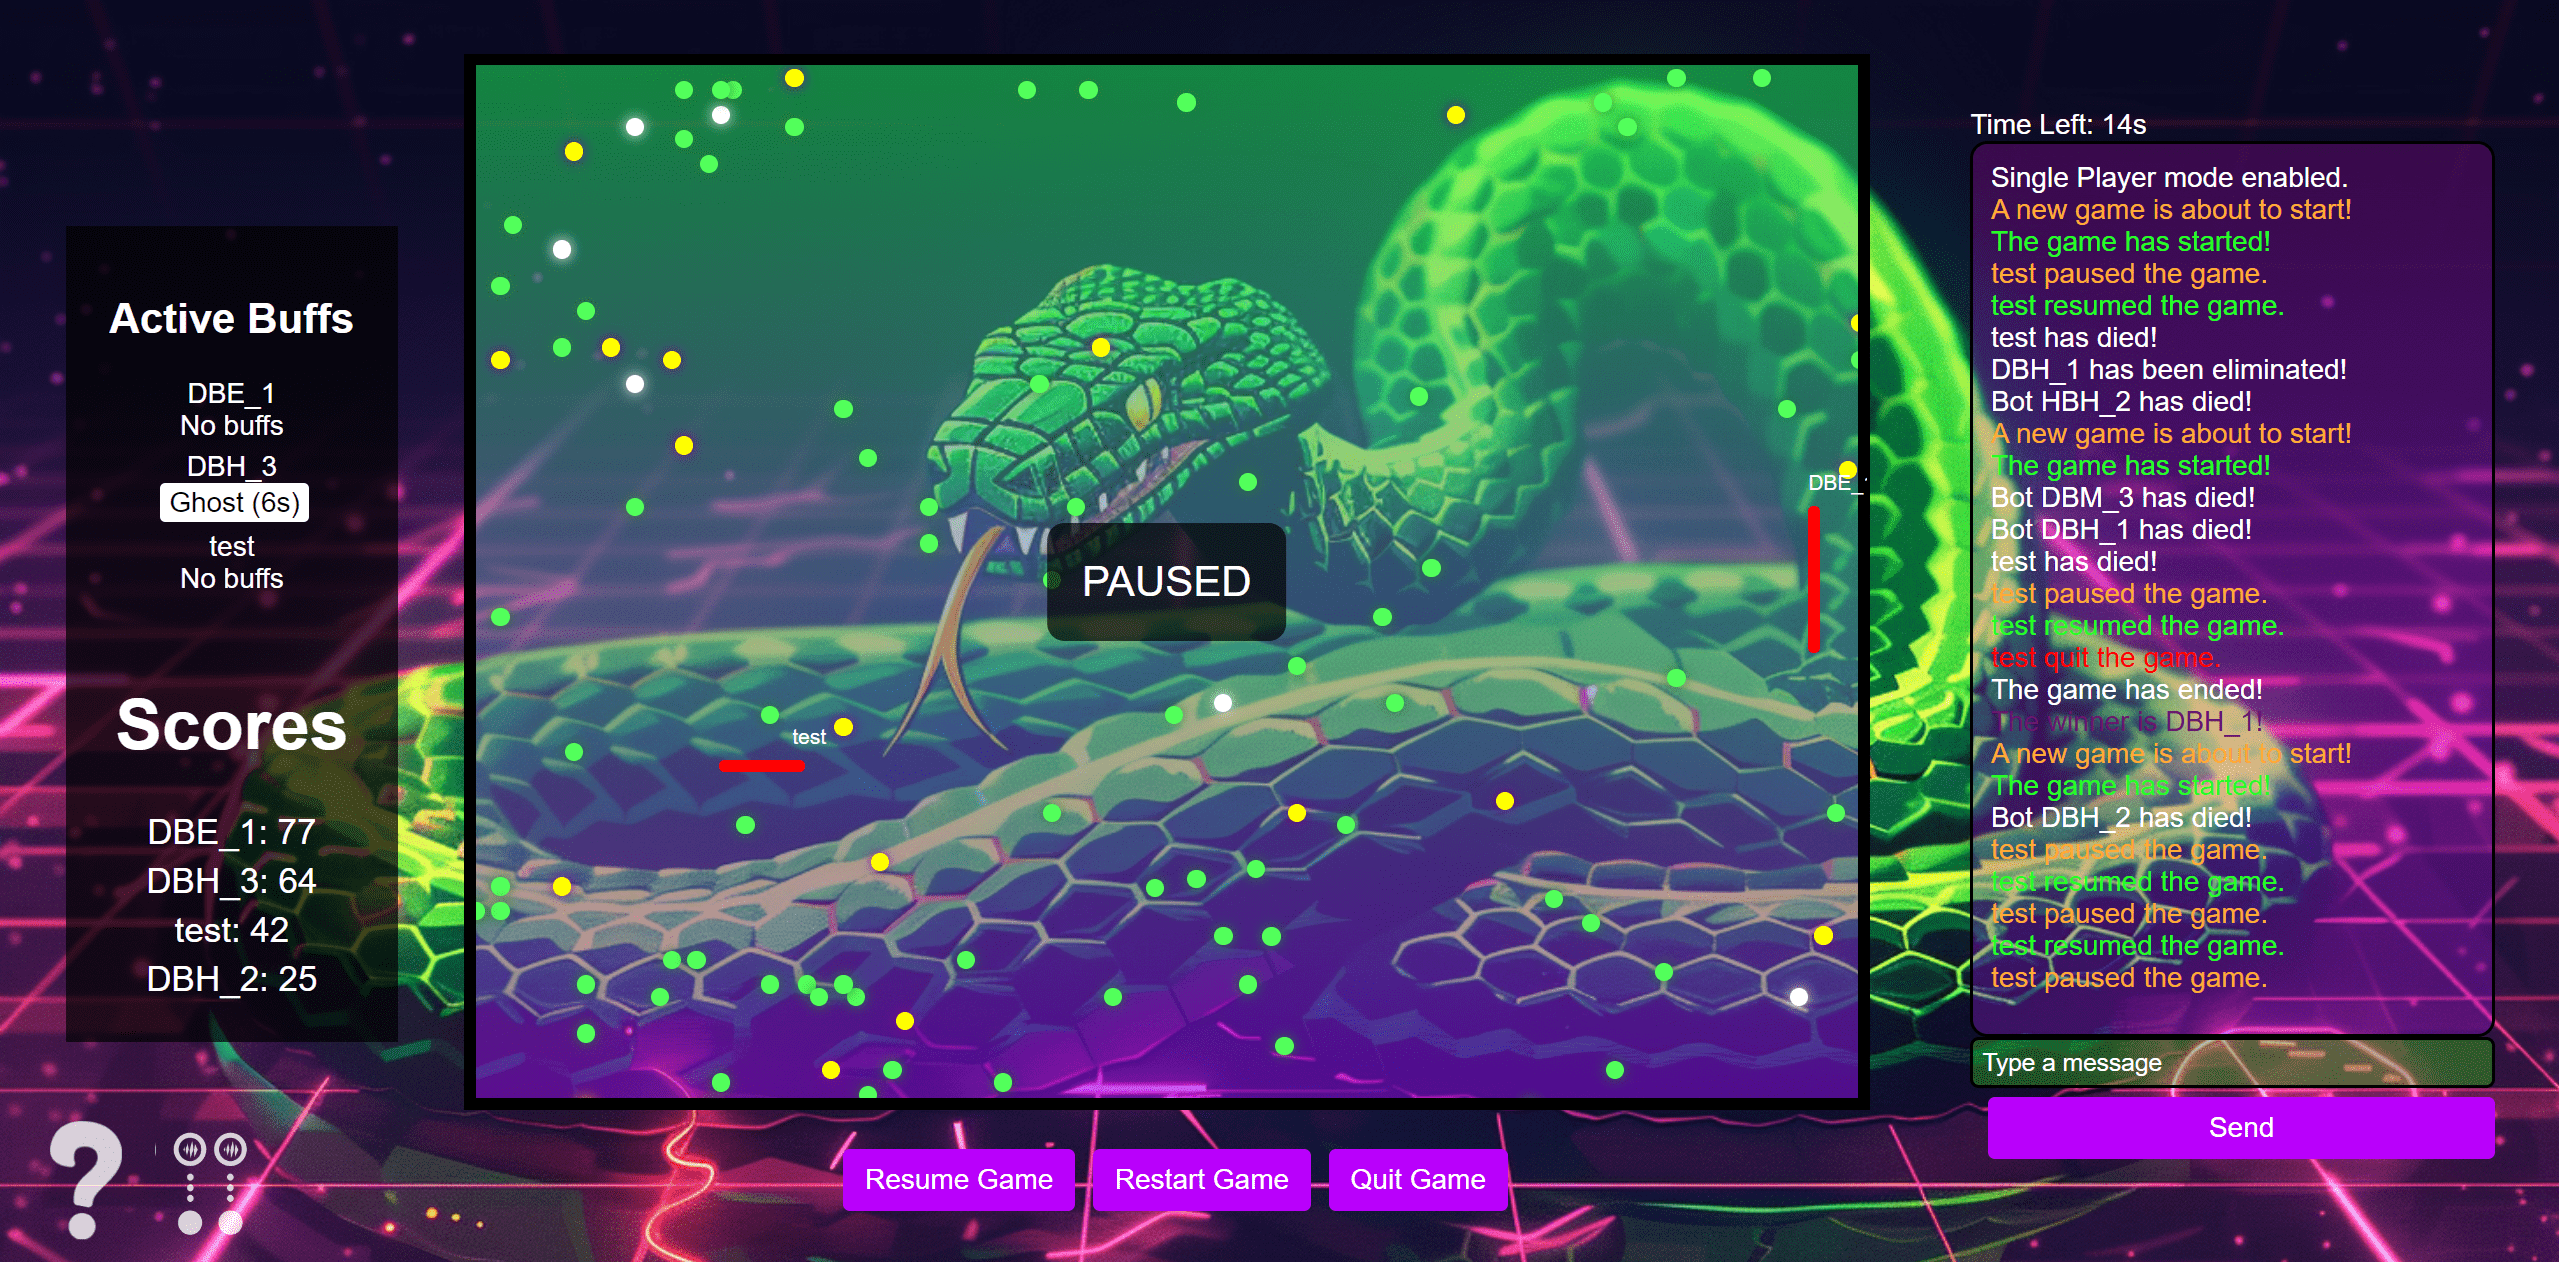 Active Buffs
DBE_1
No buffs
DBH_3
Ghost (6s)
test
No buffs
Scores
DBE_1: 77
DBH_3: 64
test: 42
DBH_2: 25
DBE_
test
PAUSED
Resume Game
Restart Game
Quit Game
Time Left: 14s
Single Player mode enabled.
A new game is about to start!
The game has started!
test paused the game.
test resumed the game.
test has died!
DBH_1 has been eliminated!
Bot HBH_2 has died!
A new game is about to start!
The game has started!
Bot DBM_3 has died!
Bot DBH_1 has died!
test has died!
test paused the game.
test resumed the game.
test quit the game.
The game has ended!
The winner is DBH_1!
A new game is about to start!
The game has started!
Bot DBH_2 has died!
test paused the game.
test resumed the game.
test paused the game.
test resumed the game.
test paused the game.
Type a message
Send